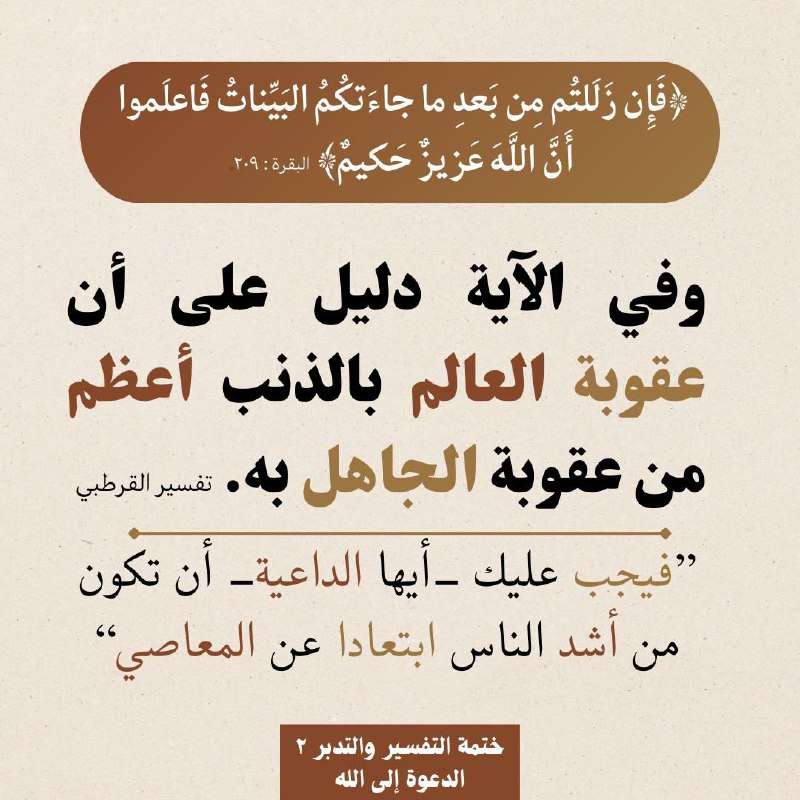 ﴿فَإِن زَلَلتُم مِن بَعدِ ما جاءَتكُمُ البَيِّناتُ فَاعلَموا
أَنَّ اللَّهَ عَزيزٌ حَكيمٌ﴾ البقرة: ٢٠٩.
وفي الآية دليل على أن
عقوبة العالم بالذنب أعظم
من عقوبة الجاهل به. تفسير القرطبي
”فيجب عليك -أيها الداعية- أن تكون
من أشد الناس ابتعادا عن المعاصي“
ختمة التفسير والتدبر ٢
الدعوة إلى الله